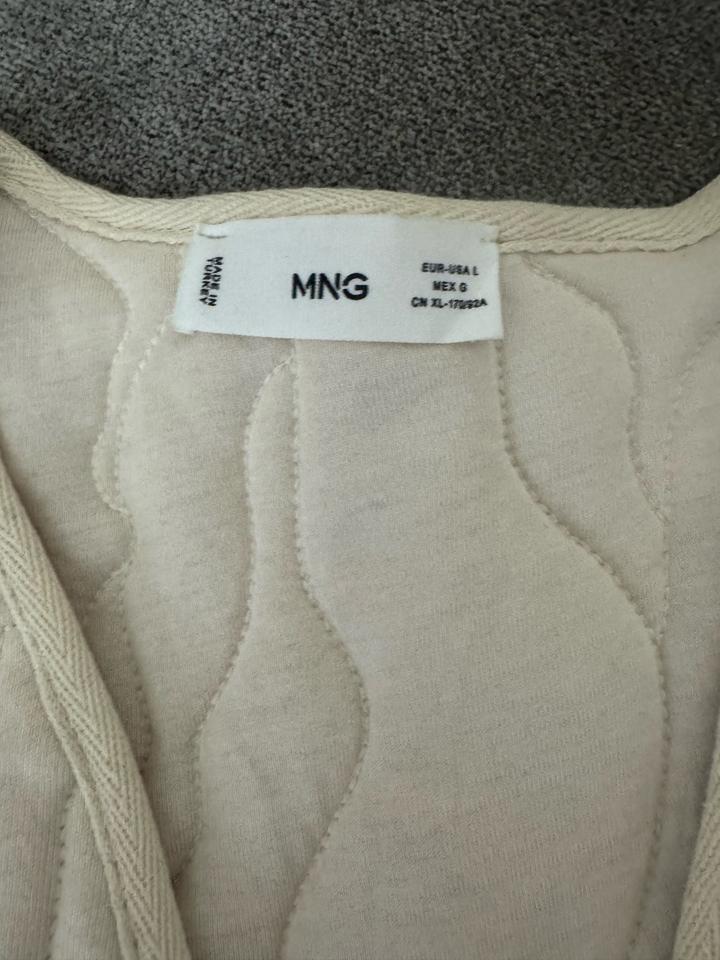 MADE IN
TURKEY
MNG
EUR-USA L
MEX G
CN XL-170/92A